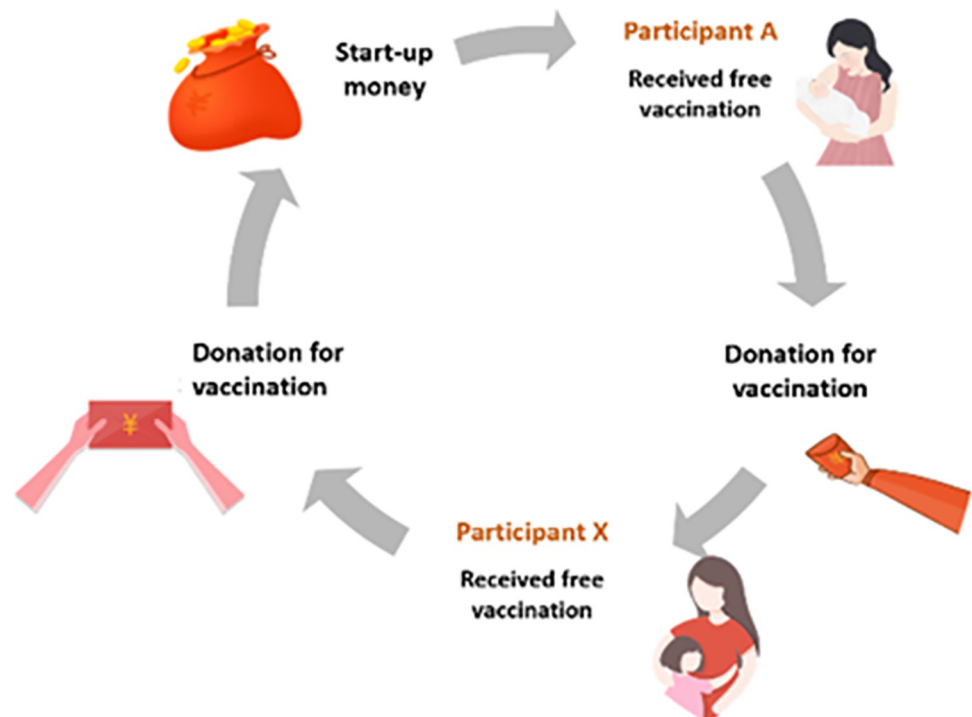 Start-up
money
Participant A
Received free
vaccination
Donation for
vaccination
Participant X
Received free
vaccination
Donation for
vaccination
¥